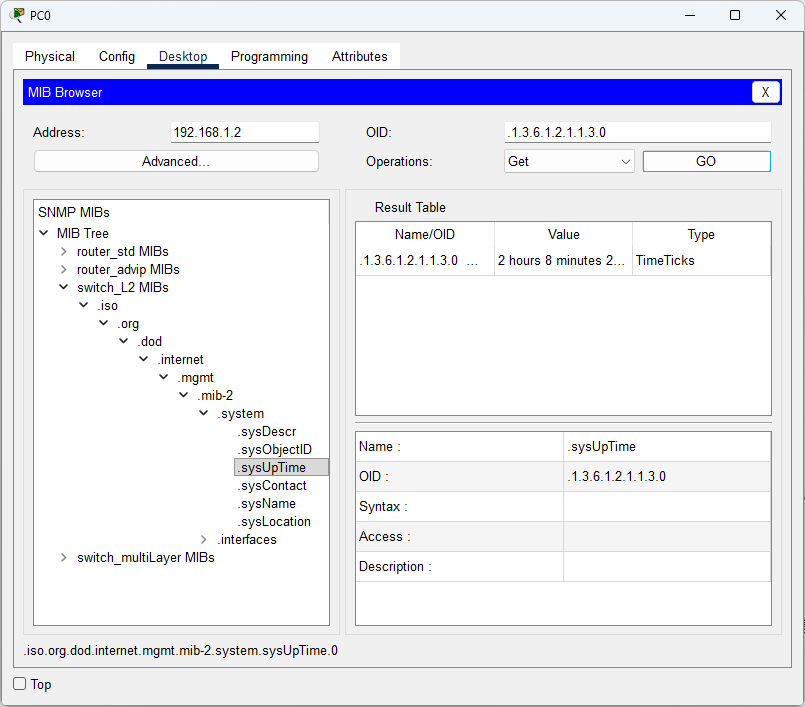 PC0
Physical Config Desktop Programming Attributes
MIB Browser X
Address: 192.168.1.2 OID: .1.3.6.1.2.1.1.3.0
Advanced... Operations: Get GO
SNMP MIBs
MIB Tree
router_std MIBs
router_advip MIBs
switch_L2 MIBs
.iso
.org
.dod
.internet
.mgmt
.mib-2
.system
.sysDescr
.sysObjectID
.sysUpTime
.sysContact
.sysName
.sysLocation
.interfaces
switch_multiLayer MIBs
Result Table
Name/OID Value Type
.1.3.6.1.2.1.1.3.0 ... 2 hours 8 minutes 2... TimeTicks
Name : .sysUpTime
OID : .1.3.6.1.2.1.1.3.0
Syntax :
Access :
Description :
.iso.org.dod.internet.mgmt.mib-2.system.sysUpTime.0
Top